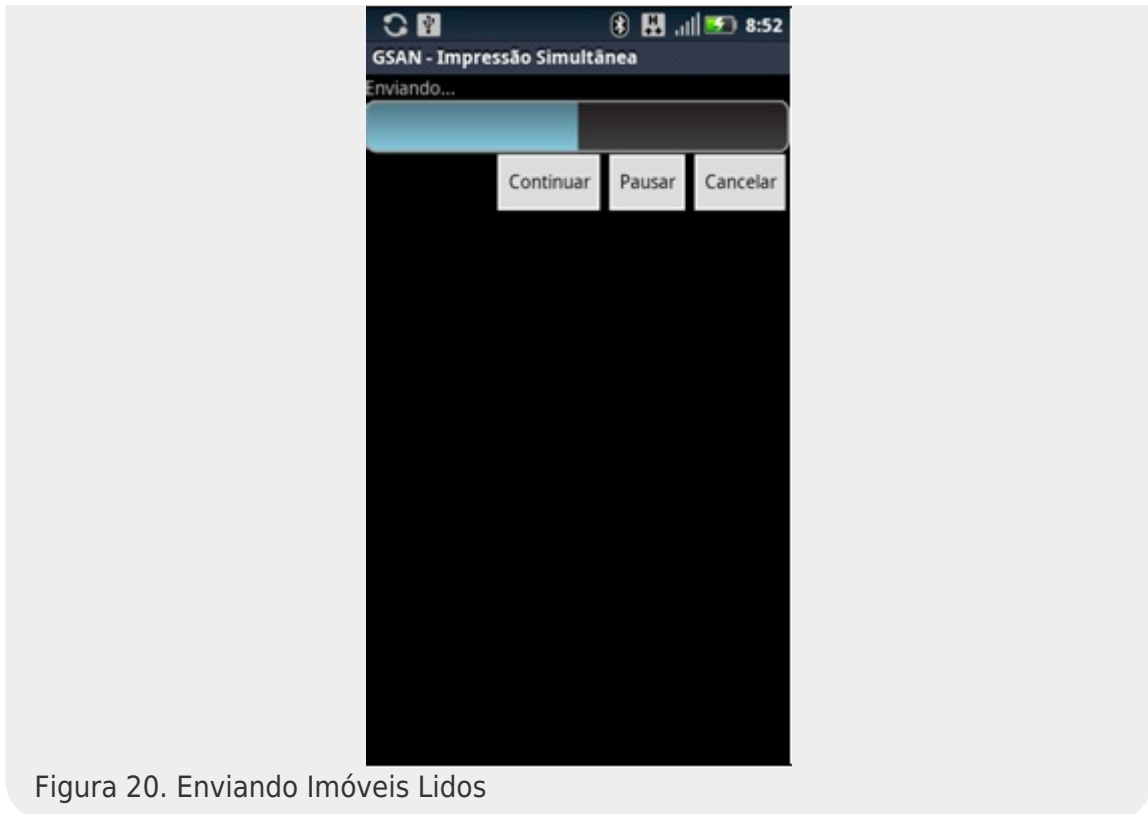 8:52
GSAN - Impressão Simultânea
Enviando...
Continuar Pausar Cancelar
Figura 20. Enviando Imóveis Lidos